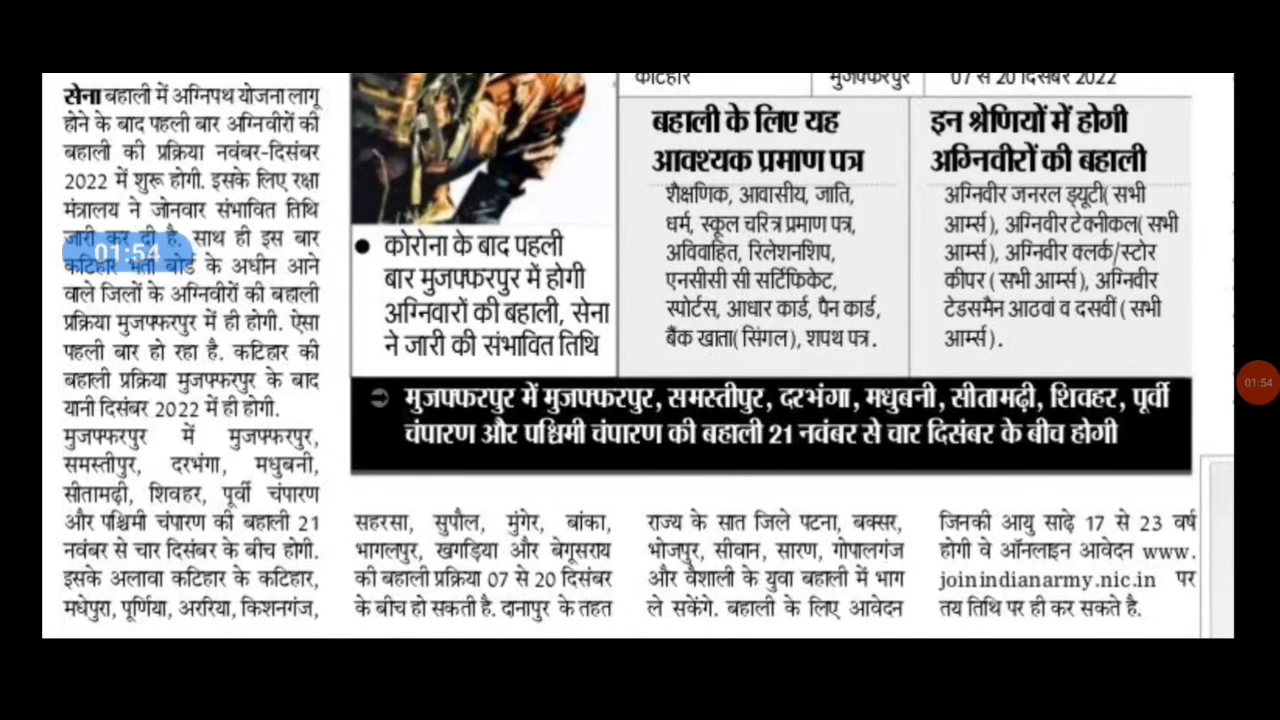 सेना बहाली में अग्निपथ योजना लागू
होने के बाद पहली बार अग्निवीरों की
बहाली की प्रक्रिया नवंबर-दिसंबर
2022 में शुरू होगी. इसके लिए रक्षा
मंत्रालय ने जोनवार संभावित तिथि
जारी कर दी है. साथ ही इस बार
01:54
कटिहार भर्ती बोर्ड के अधीन आने
वाले जिलों के अग्निवीरों की बहाली
प्रक्रिया मुजफ्फरपुर में ही होगी. ऐसा
पहली बार हो रहा है. कटिहार की
बहाली प्रक्रिया मुजफ्फरपुर के बाद
यानी दिसंबर 2022 में ही होगी.
मुजफ्फरपुर में मुजफ्फरपुर,
समस्तीपुर, दरभंगा, मधुबनी,
सीतामढ़ी, शिवहर, पूर्वी चंपारण
और पश्चिमी चंपारण की बहाली 21
नवंबर से चार दिसंबर के बीच होगी.
इसके अलावा कटिहार के कटिहार,
मधेपुरा, पूर्णिया, अररिया, किशनगंज,
● कोरोना के बाद पहली
बार मुजफ्फरपुर में होगी
अग्निवारों की बहाली, सेना
ने जारी की संभावित तिथि
कटिहार मुजफ्फरपुर 07 से 20 दिसंबर 2022
बहाली के लिए यह
आवश्यक प्रमाण पत्र
शैक्षणिक, आवासीय, जाति,
धर्म, स्कूल चरित्र प्रमाण पत्र,
अविवाहित, रिलेशनशिप,
एनसीसी सी सर्टिफिकेट,
स्पोर्टस, आधार कार्ड, पैन कार्ड,
बैंक खाता( सिंगल), शपथ पत्र.
इन श्रेणियों में होगी
अग्निवीरों की बहाली
अग्निवीर जनरल ड्यूटी( सभी
आर्म्स), अग्निवीर टेक्नीकल( सभी
आर्म्स), अग्निवीर क्लर्क/स्टोर
कीपर ( सभी आर्म्स), अग्निवीर
टेडसमैन आठवां व दसवीं ( सभी
आर्म्स).
01:54
मुजफ्फरपुर में मुजफ्फरपुर, समस्तीपुर, दरभंगा, मधुबनी, सीतामढ़ी, शिवहर, पूर्वी
चंपारण और पश्चिमी चंपारण की बहाली 21 नवंबर से चार दिसंबर के बीच होगी
सहरसा, सुपौल, मुंगेर, बांका,
भागलपुर, खगड़िया और बेगूसराय
की बहाली प्रक्रिया 07 से 20 दिसंबर
के बीच हो सकती है. दानापुर के तहत
राज्य के सात जिले पटना, बक्सर,
भोजपुर, सीवान, सारण, गोपालगंज
और वैशाली के युवा बहाली में भाग
ले सकेंगे. बहाली के लिए आवेदन
जिनकी आयु साढ़े 17 से 23 वर्ष
होगी वे ऑनलाइन आवेदन www.
joinindianarmy.nic.in पर
तय तिथि पर ही कर सकते है.